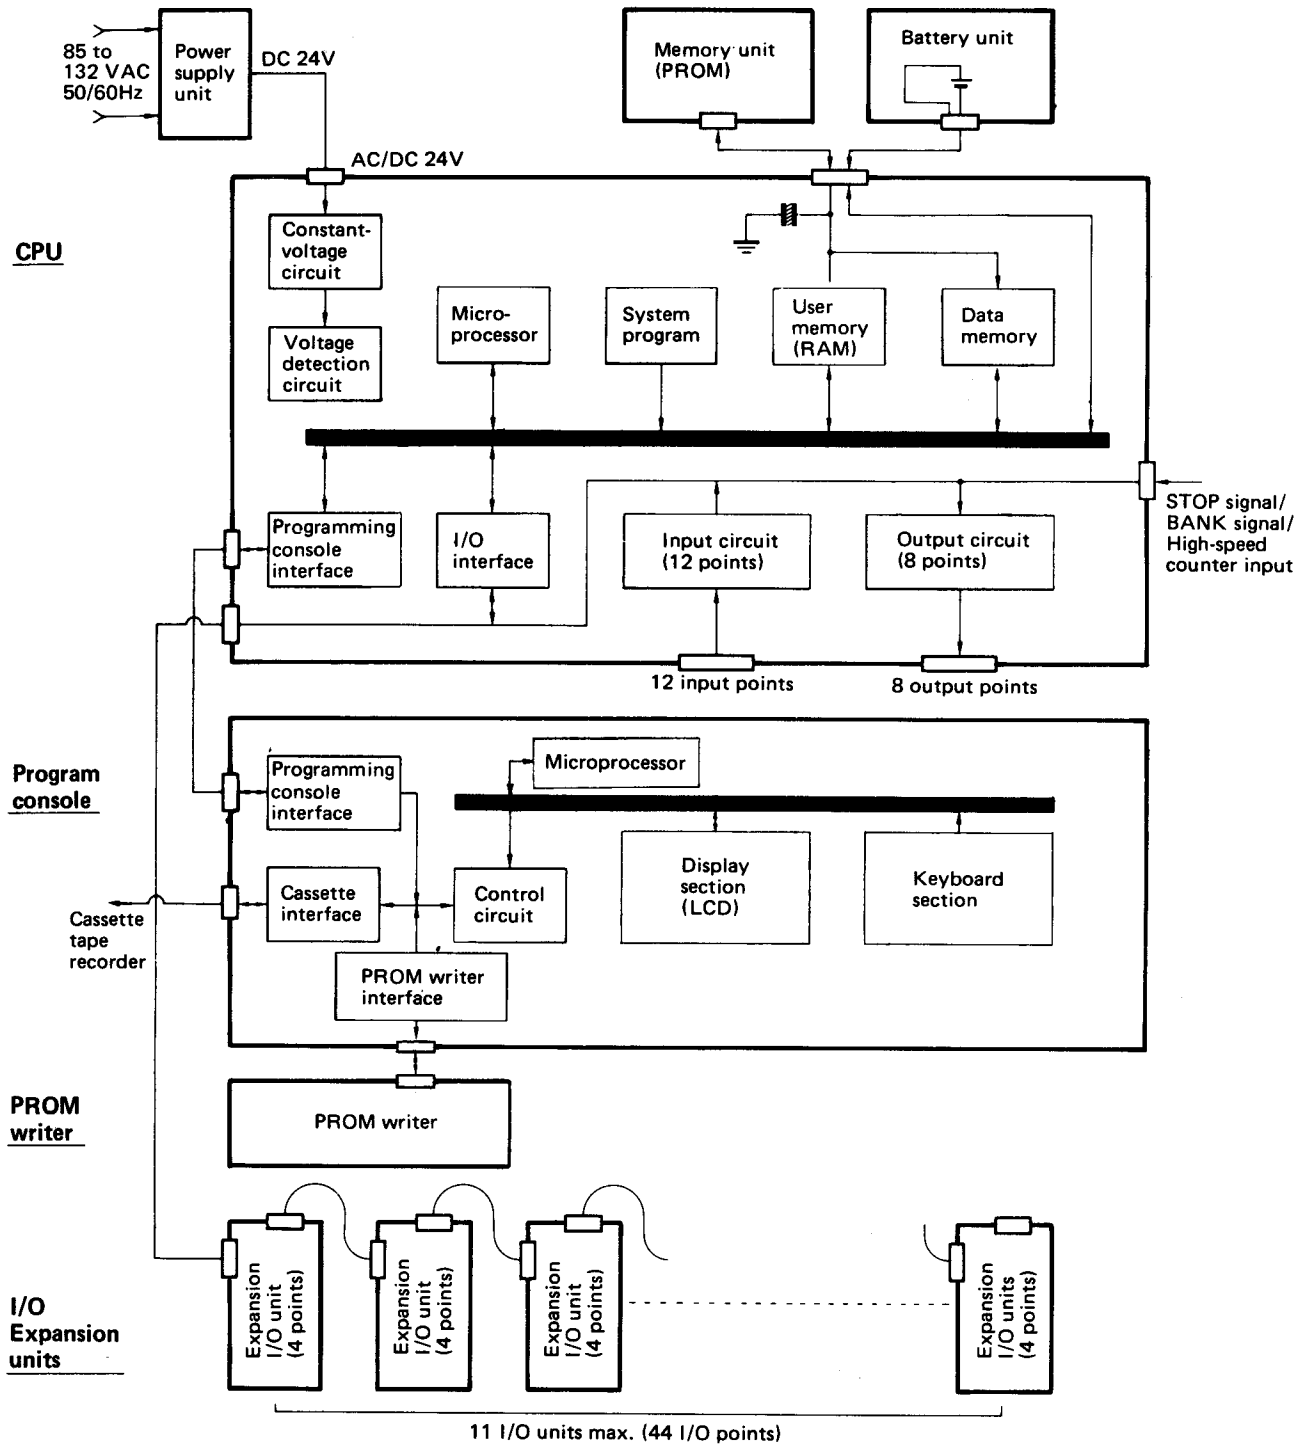 85 to
132 VAC
50/60Hz
Power
supply
unit
DC 24V
Memory unit
(PROM)
Battery unit
AC/DC 24V
CPU
Constant-
voltage
circuit
Voltage
detection
circuit
Micro-
processor
System
program
User
memory
(RAM)
Data
memory
Programming
console
interface
I/O
interface
Input circuit
(12 points)
Output circuit
(8 points)
STOP signal/
BANK signal/
High-speed
counter input
12 input points
8 output points
Program
console
Programming
console
interface
Microprocessor
Cassette
interface
Control
circuit
Display
section
(LCD)
Keyboard
section
Cassette
tape
recorder
PROM writer
interface
PROM
writer
PROM writer
I/O
Expansion
units
Expansion
I/O unit
(4 points)
Expansion
I/O unit
(4 points)
Expansion
I/O unit
(4 points)
Expansion
I/O units
(4 points)
11 I/O units max. (44 I/O points)